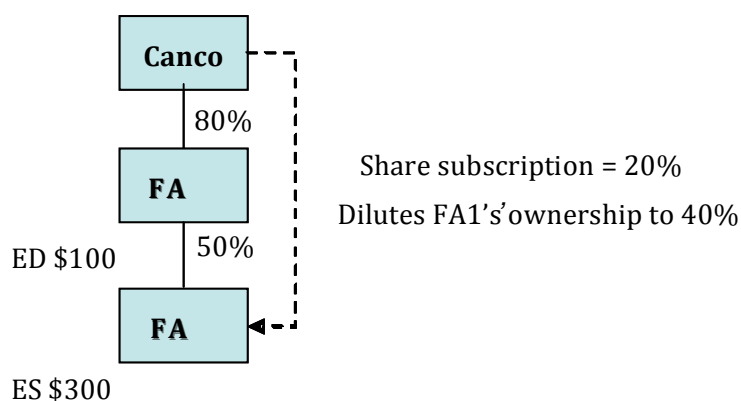 Canco
80%
Share subscription = 20%
FA
Dilutes FA1's’ownership to 40%
50%
ED $100
FA
ES $300